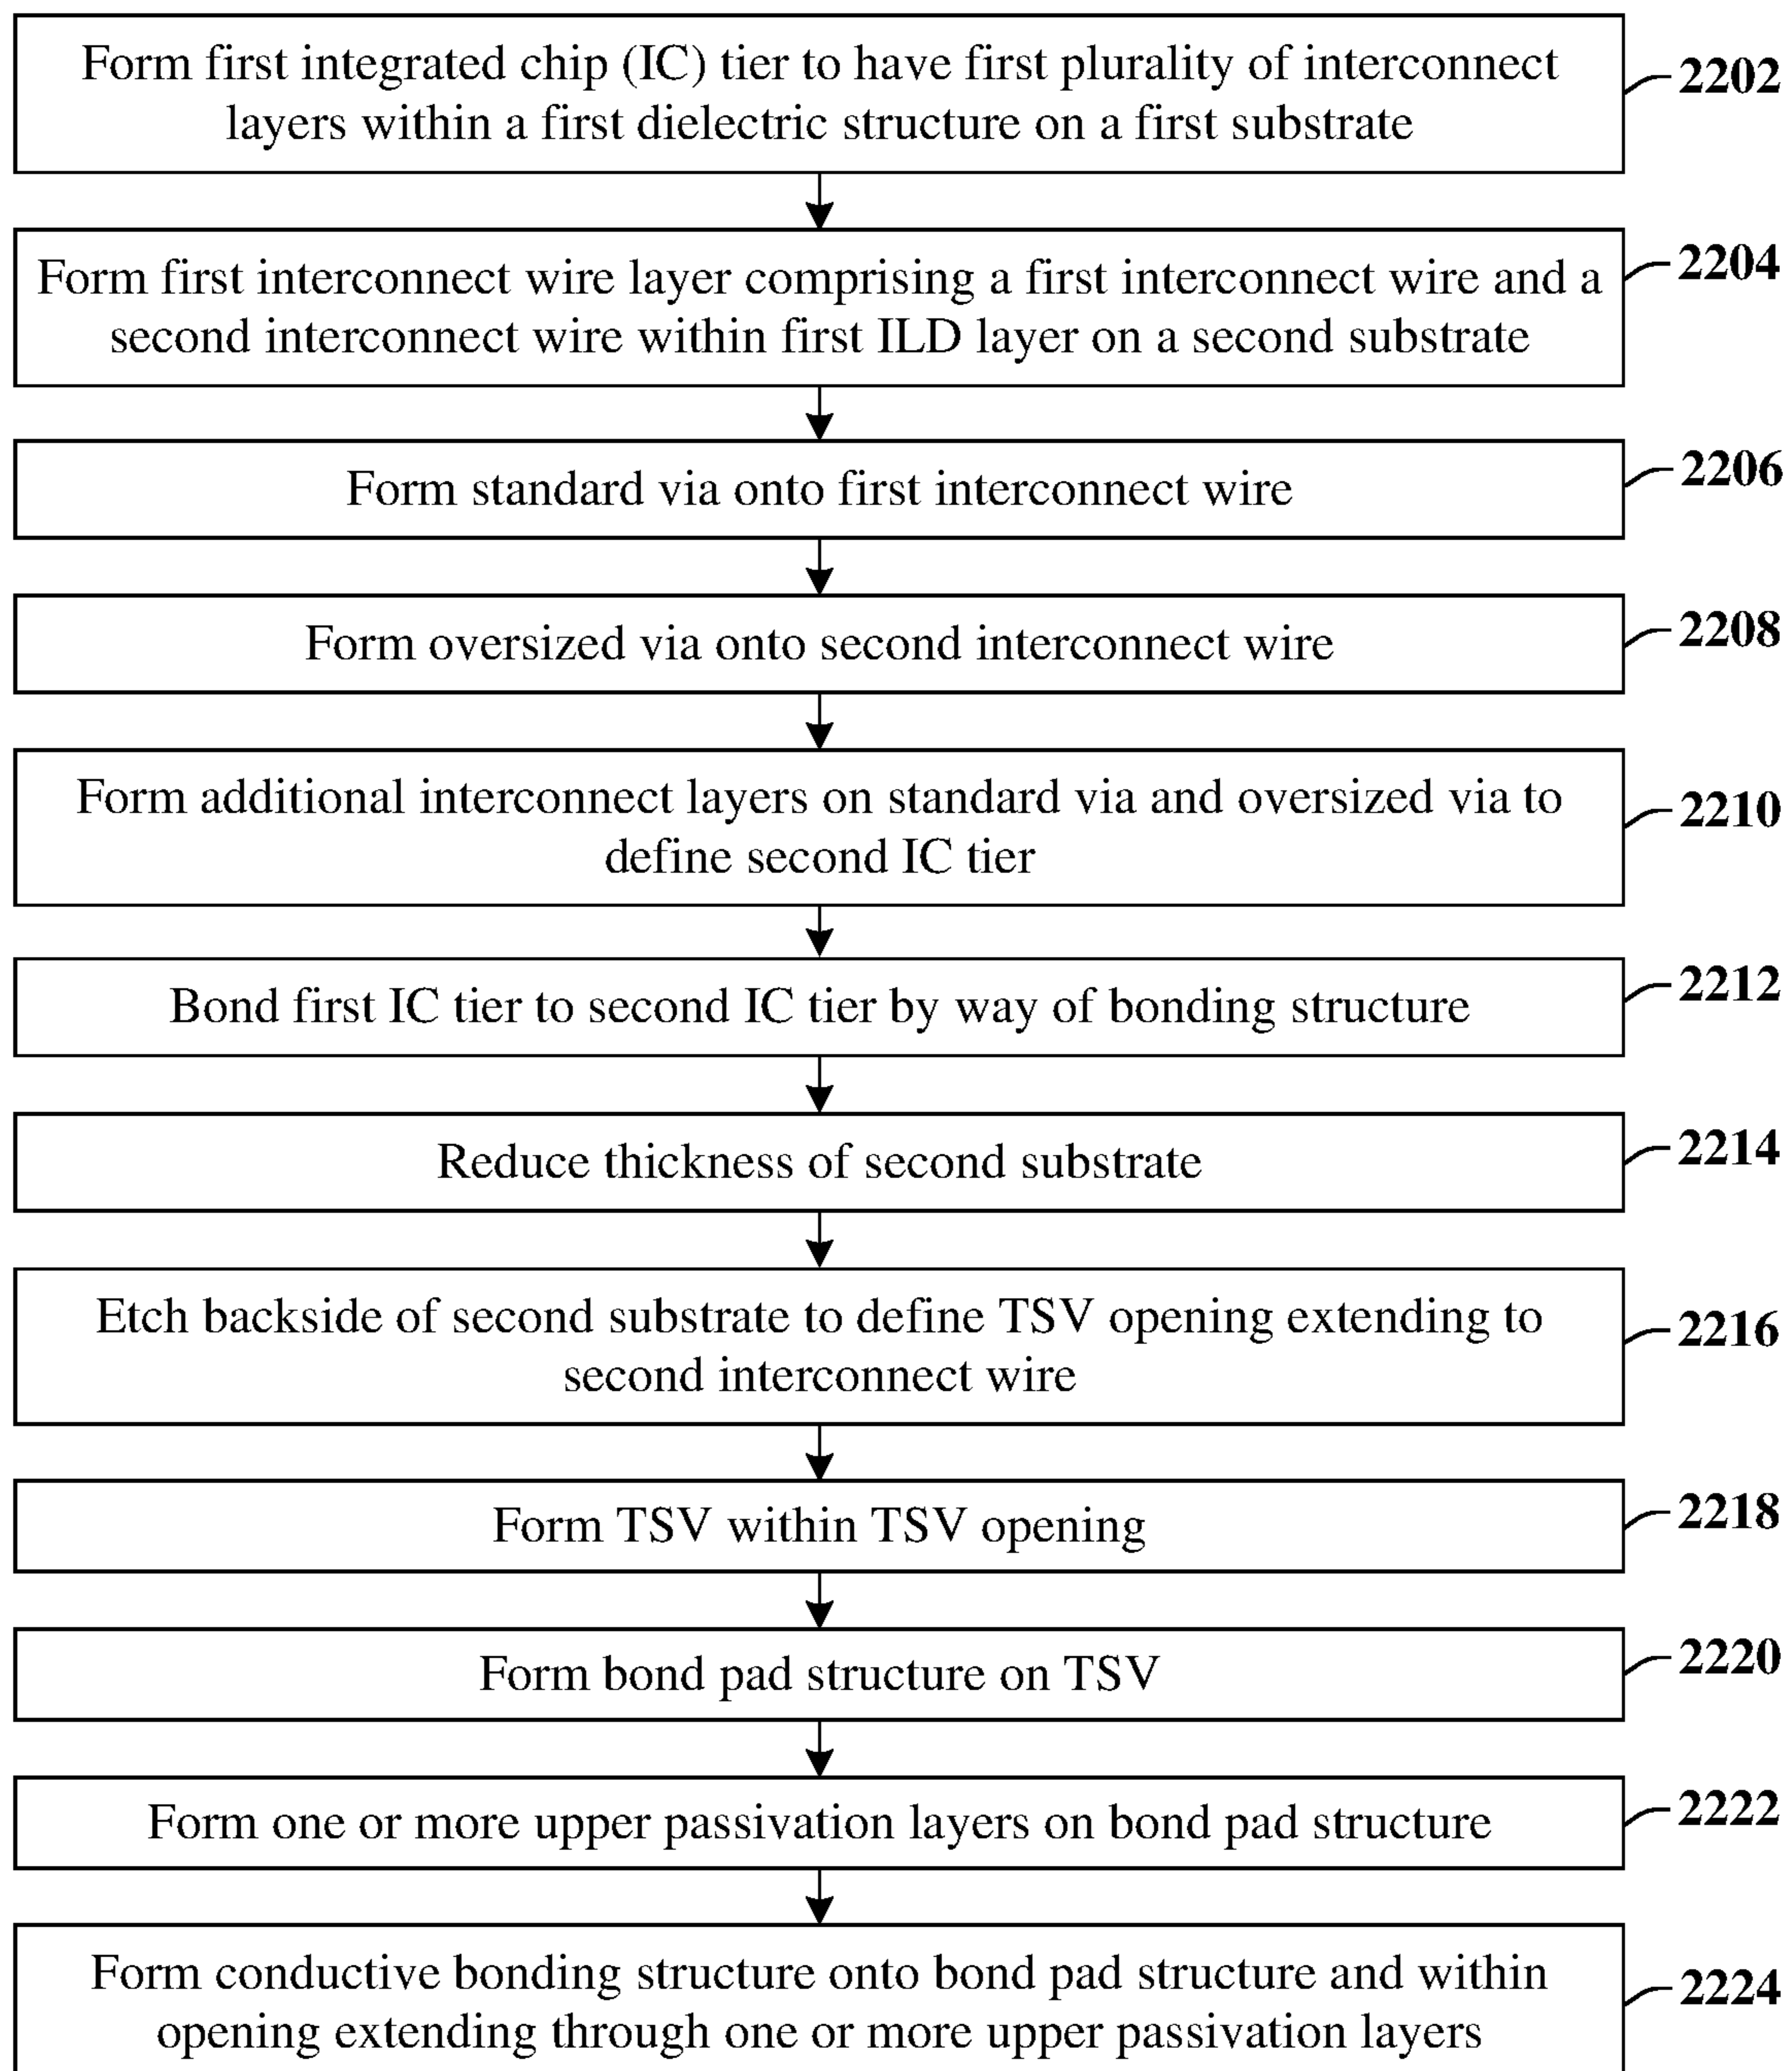 Form first integrated chip (IC) tier to have first plurality of interconnect
layers within a first dielectric structure on a first substrate
2202
Form first interconnect wire layer comprising a first interconnect wire and a
second interconnect wire within first ILD layer on a second substrate
2204
Form standard via onto first interconnect wire
2206
Form oversized via onto second interconnect wire
2208
Form additional interconnect layers on standard via and oversized via to
define second IC tier
2210
Bond first IC tier to second IC tier by way of bonding structure
2212
Reduce thickness of second substrate
2214
Etch backside of second substrate to define TSV opening extending to
second interconnect wire
2216
Form TSV within TSV opening
2218
Form bond pad structure on TSV
2220
Form one or more upper passivation layers on bond pad structure
2222
Form conductive bonding structure onto bond pad structure and within
opening extending through one or more upper passivation layers
2224